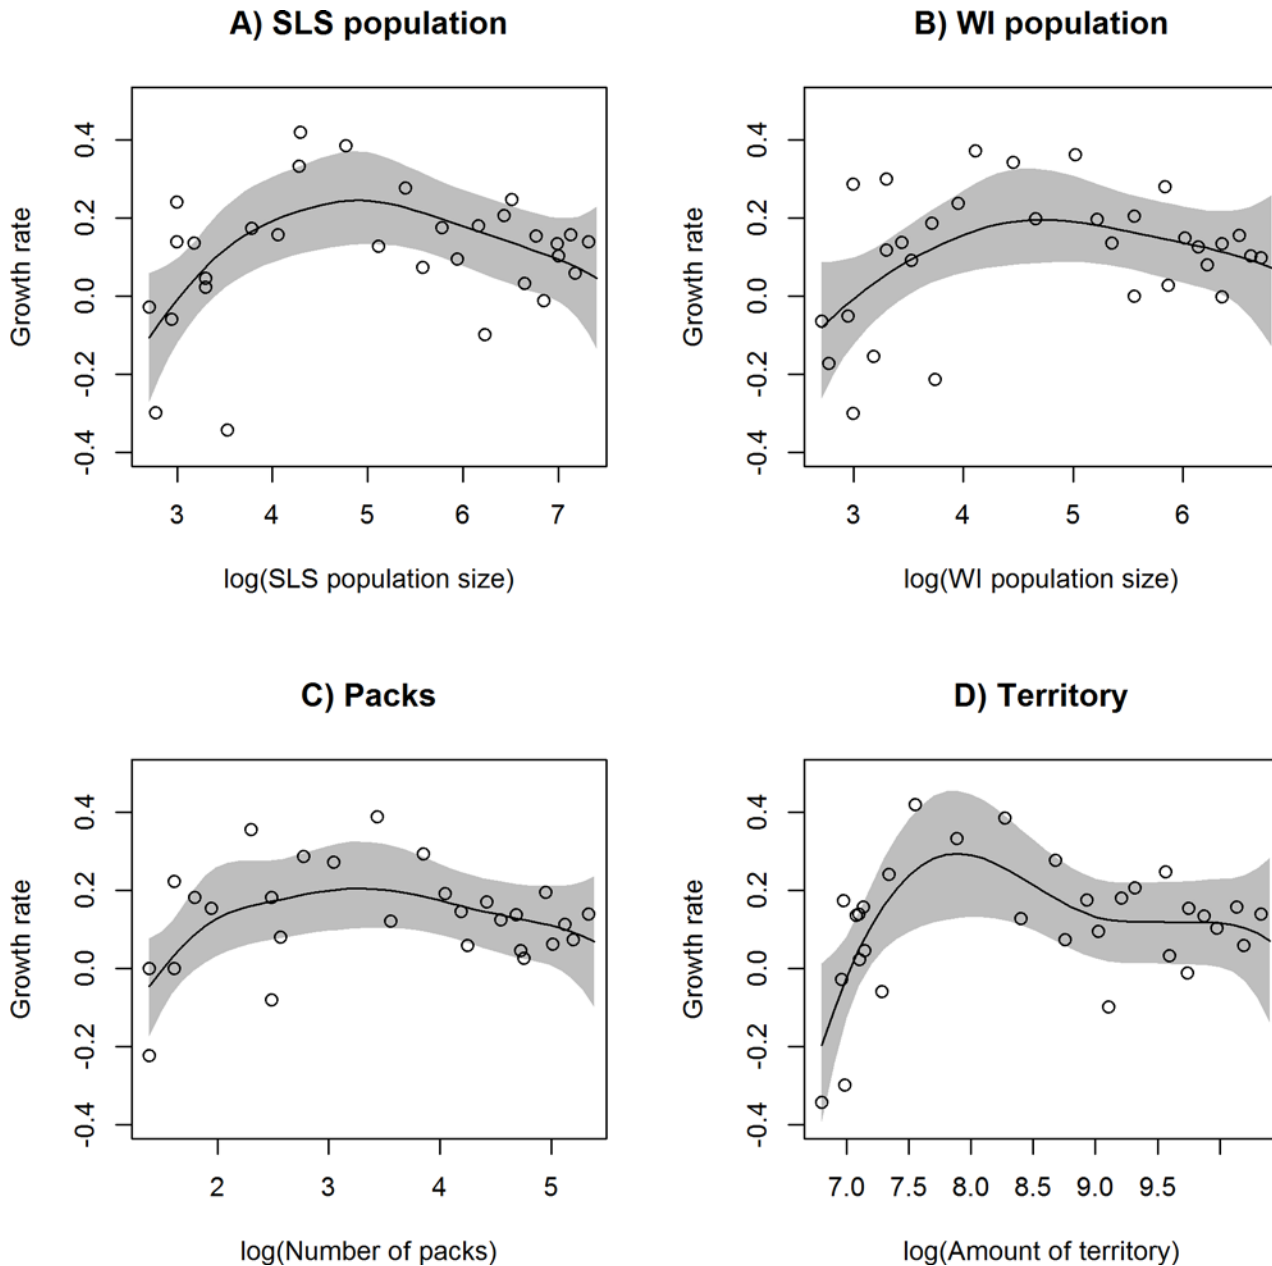 A) SLS population
B) WI population
Growth rate
-0.4 -0.2 0.0 0.2 0.4
Growth rate
-0.4 -0.2 0.0 0.2 0.4
3 4 5 6 7
3 4 5 6
log(SLS population size)
log(WI population size)
C) Packs
D) Territory
Growth rate
-0.4 -0.2 0.0 0.2 0.4
Growth rate
-0.4 -0.2 0.0 0.2 0.4
2 3 4 5
7.0 7.5 8.0 8.5 9.0 9.5
log(Number of packs)
log(Amount of territory)